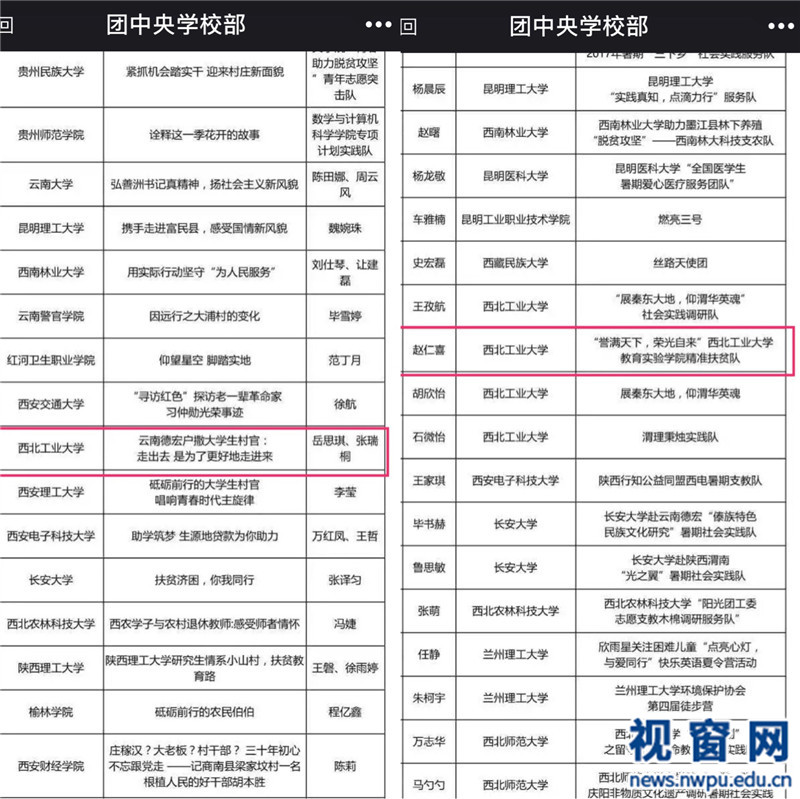 回 团中央学校部 •••
助力脱贫攻坚
贵州民族大学 紧抓机会踏实干 迎来村庄新面貌 ”青年志愿突
击队
数学与计算机
贵州师范学院 诠释这一季花开的故事 科学学院专项
计划实践队
云南大学 弘善洲书记真精神，扬社会主义新风貌 陈田娜、周云
风
昆明理工大学 携手走进富民县，感受国情新风貌 魏婉珠
西南林业大学 用实际行动坚守“为人民服务” 刘仕琴、让建
磊
云南警官学院 因远行之大浦村的变化 毕雪婷
红河卫生职业学院 仰望星空 脚踏实地 范丁月
西安交通大学 “寻访红色”探访老一辈革命家 徐航
习仲勋光荣事迹
西北工业大学 云南德宏户撒大学生村官： 岳思琪、张瑞
走出去 是为了更好地走进来 桐
西安理工大学 砥砺前行的大学生村官 李莹
唱响青春时代主旋律
西安电子科技大学 助学筑梦 生源地贷款为你助力 万红凤、王哲
长安大学 扶贫济困，你我同行 张译匀
西北农林科技大学 西农学子与农村退休教师:感受师者情怀 冯婕
陕西理工大学 陕西理工大学研究生情系小山村，扶贫教 王磐、徐雨婷
育路
榆林学院 砥砺前行的农民伯伯 程亿鑫
庄稼汉？大老板？村干部？ 三十年初心
西安财经学院 不忘跟党走 ——记商南县梁家坟村一名 陈莉
根植人民的好干部胡本胜
回 团中央学校部 •••
2017年暑期“三下乡”社会实践服务队
杨晨辰 昆明理工大学 昆明理工大学
“实践真知，点滴力行”服务队
赵曙 西南林业大学 西南林业大学助力墨江县林下养殖
“脱贫攻坚”——西南林大科技支农队
杨龙敬 昆明医科大学 昆明医科大学“全国医学生
暑期爱心医疗服务团队”
车雅楠 昆明工业职业技术学院 燃亮三号
史宏磊 西藏民族大学 丝路天使团
王孜航 西北工业大学 “展秦东大地，仰渭华英魂”
社会实践调研队
赵仁喜 西北工业大学 “誉满天下，荣光自来”西北工业大学
教育实验学院精准扶贫队
胡欣怡 西北工业大学 展秦东大地，仰渭华英魂
石微怡 西北工业大学 渭理秉烛实践队
王家琪 西安电子科技大学 陕西行知公益同盟西电暑期支教队
毕书赫 长安大学 长安大学赴云南德宏“傣族特色
民族文化研究”暑期社会实践队
鲁思敏 长安大学 长安大学赴陕西渭南
“光之翼”暑期社会实践队
张萌 西北农林科技大学 西北农林科技大学“阳光团工委
志愿支教木棉调研服务队”
任静 兰州理工大学 欣雨星关注困难儿童“点亮心灯，
与爱同行”快乐英语夏令营活动
朱柯宇 兰州理工大学 兰州理工大学环境保护协会
第四届徒步营
万志华 西北师范大学
马勺勺 西北师范大学
庆阳非物质文化遗产调研暑期社会实践
视窗网
news.nwpu.edu.cn